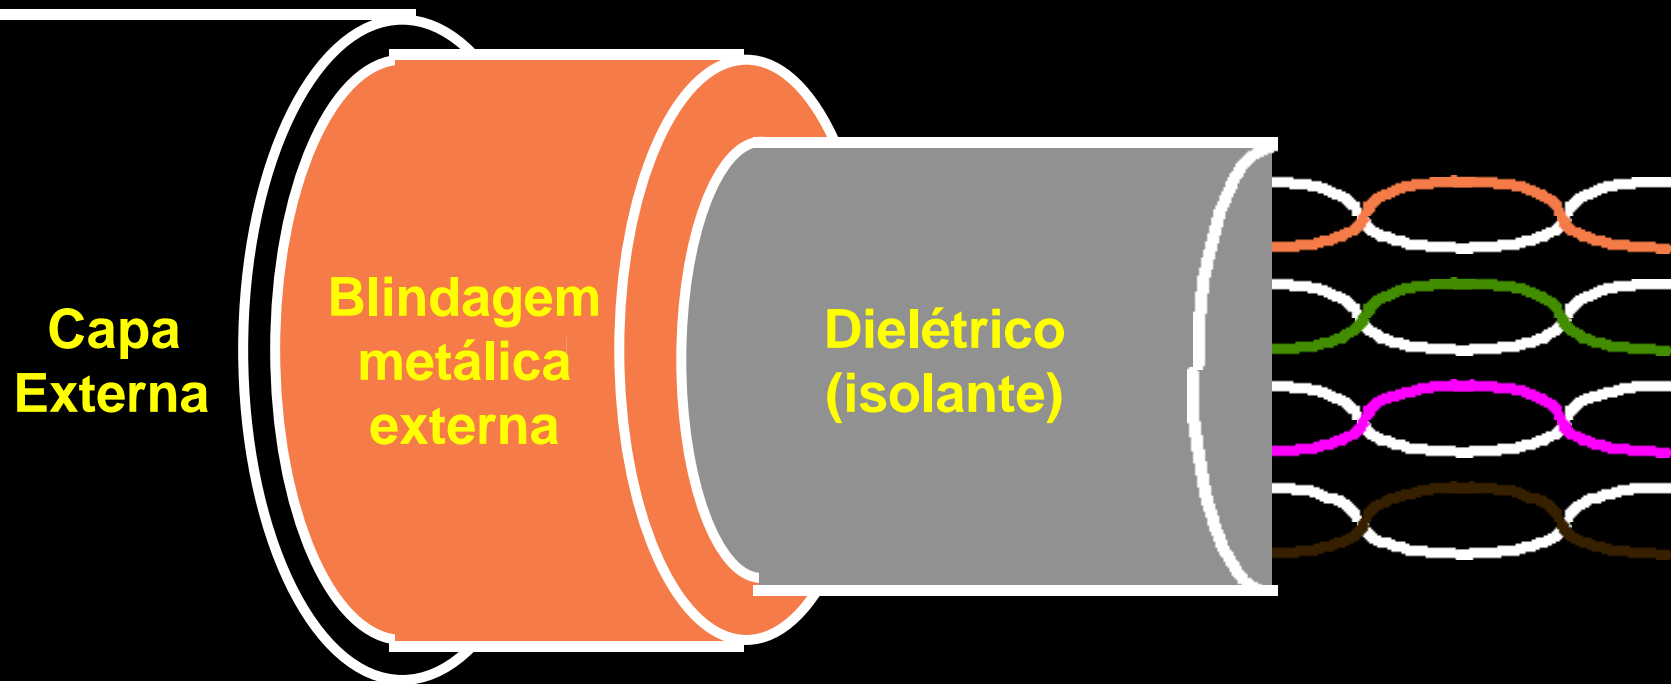 Capa
Externa
Blindagem
metálica
externa
Dielétrico
(isolante)